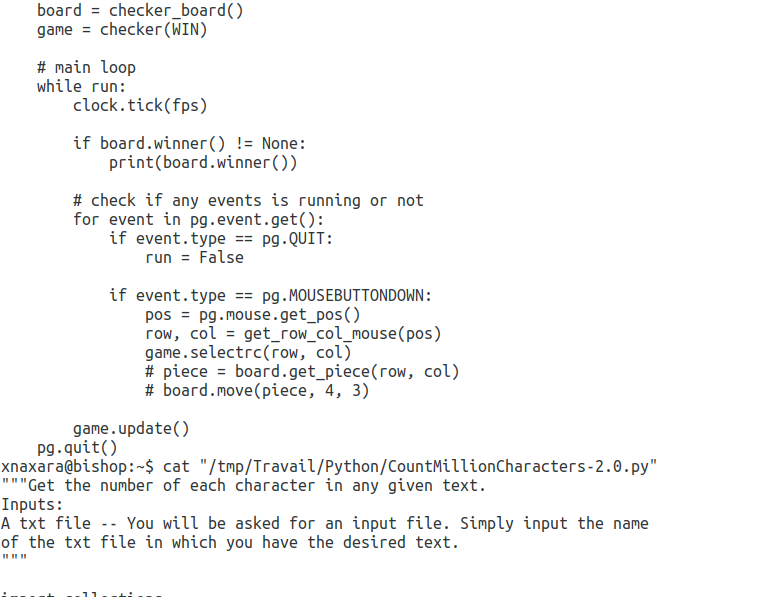 board = checker_board()
    game = checker(WIN)

    # main loop
    while run:
        clock.tick(fps)

        if board.winner() != None:
            print(board.winner())

        # check if any events is running or not
        for event in pg.event.get():
            if event.type == pg.QUIT:
                run = False

            if event.type == pg.MOUSEBUTTONDOWN:
                pos = pg.mouse.get_pos()
                row, col = get_row_col_mouse(pos)
                game.selectrc(row, col)
                # piece = board.get_piece(row, col)
                # board.move(piece, 4, 3)

        game.update()
    pg.quit()
xnaxara@bishop:~$ cat "/tmp/Travail/Python/CountMillionCharacters-2.0.py"
"""Get the number of each character in any given text.
Inputs:
A txt file -- You will be asked for an input file. Simply input the name
of the txt file in which you have the desired text.
"""

import collections